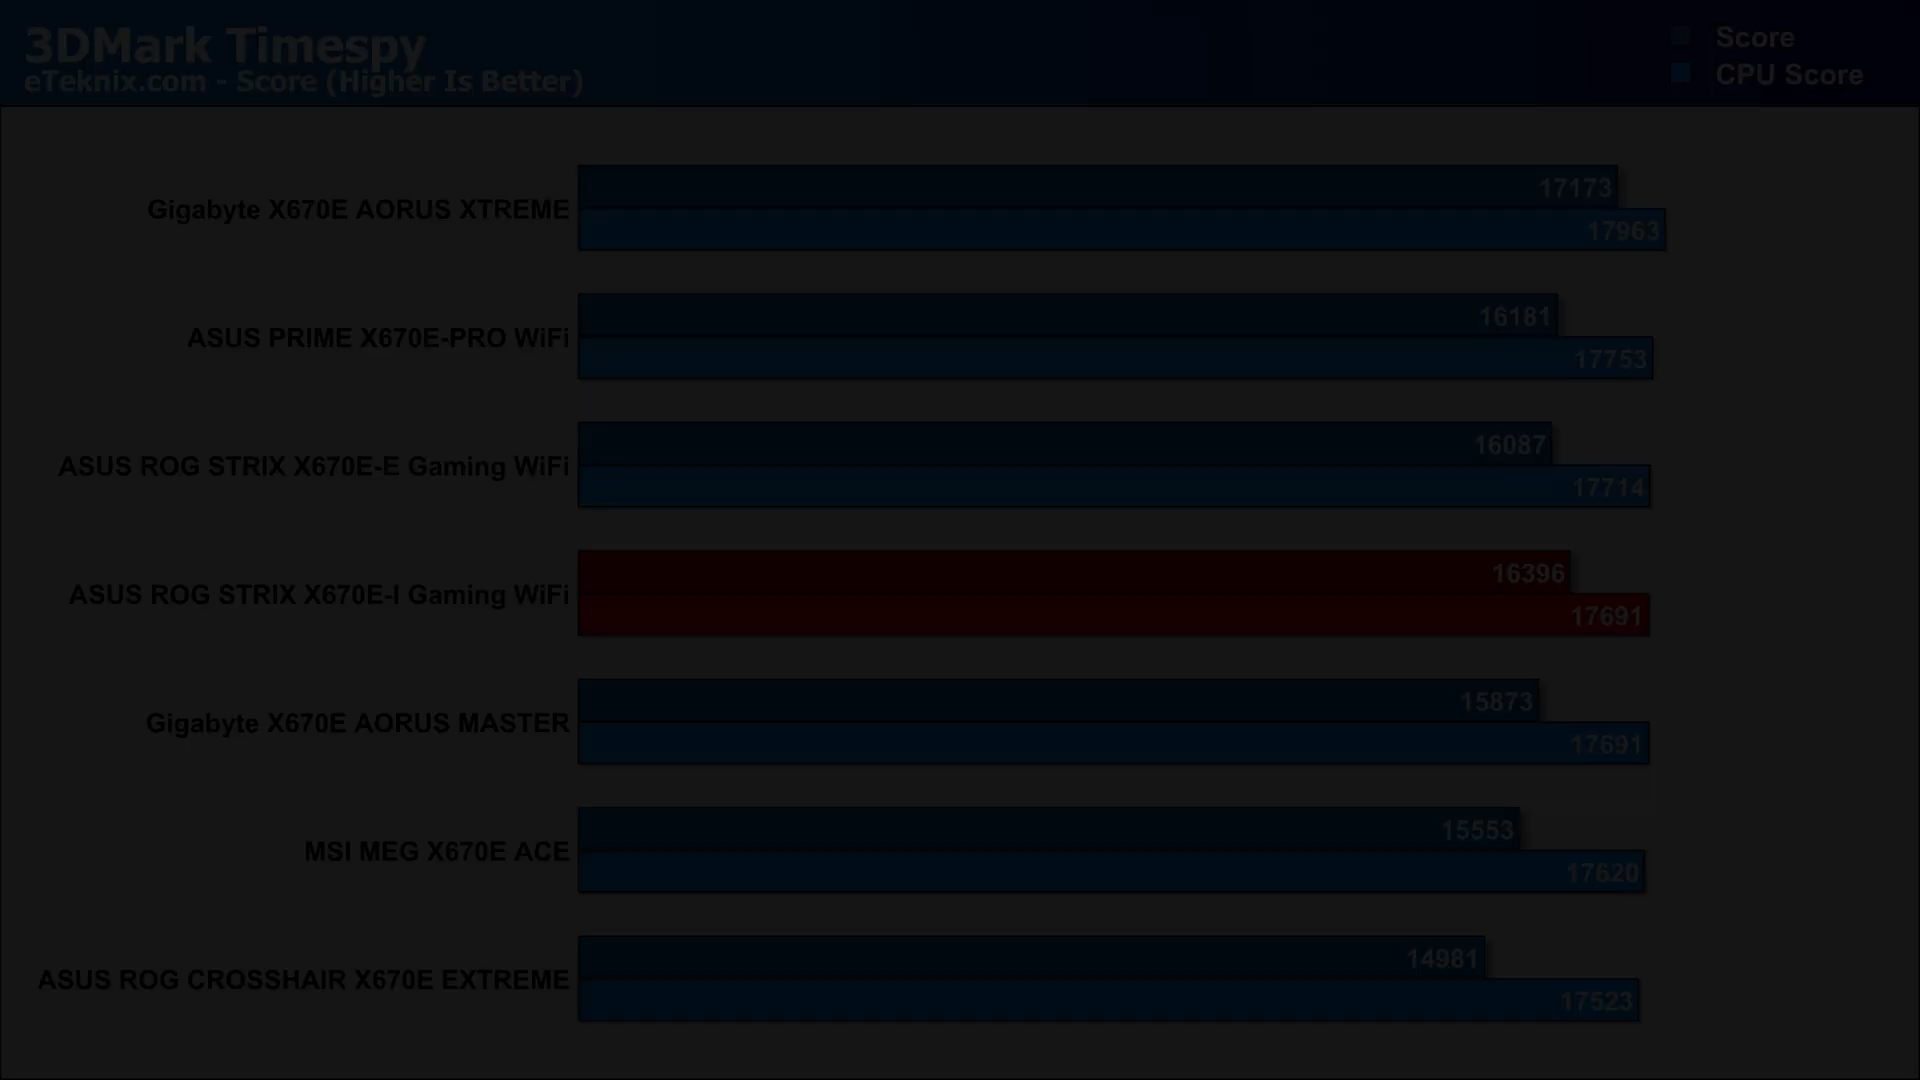 3DMark Timespy
eTeknix.com - Score (Higher Is Better)
Score
CPU Score
Gigabyte X670E AORUS XTREME
17173
17963
ASUS PRIME X670E-PRO WiFi
16181
17753
ASUS ROG STRIX X670E-E Gaming WiFi
16087
17714
ASUS ROG STRIX X670E-I Gaming WiFi
16396
17691
Gigabyte X670E AORUS MASTER
15873
17691
MSI MEG X670E ACE
15553
17620
ASUS ROG CROSSHAIR X670E EXTREME
14981
17523